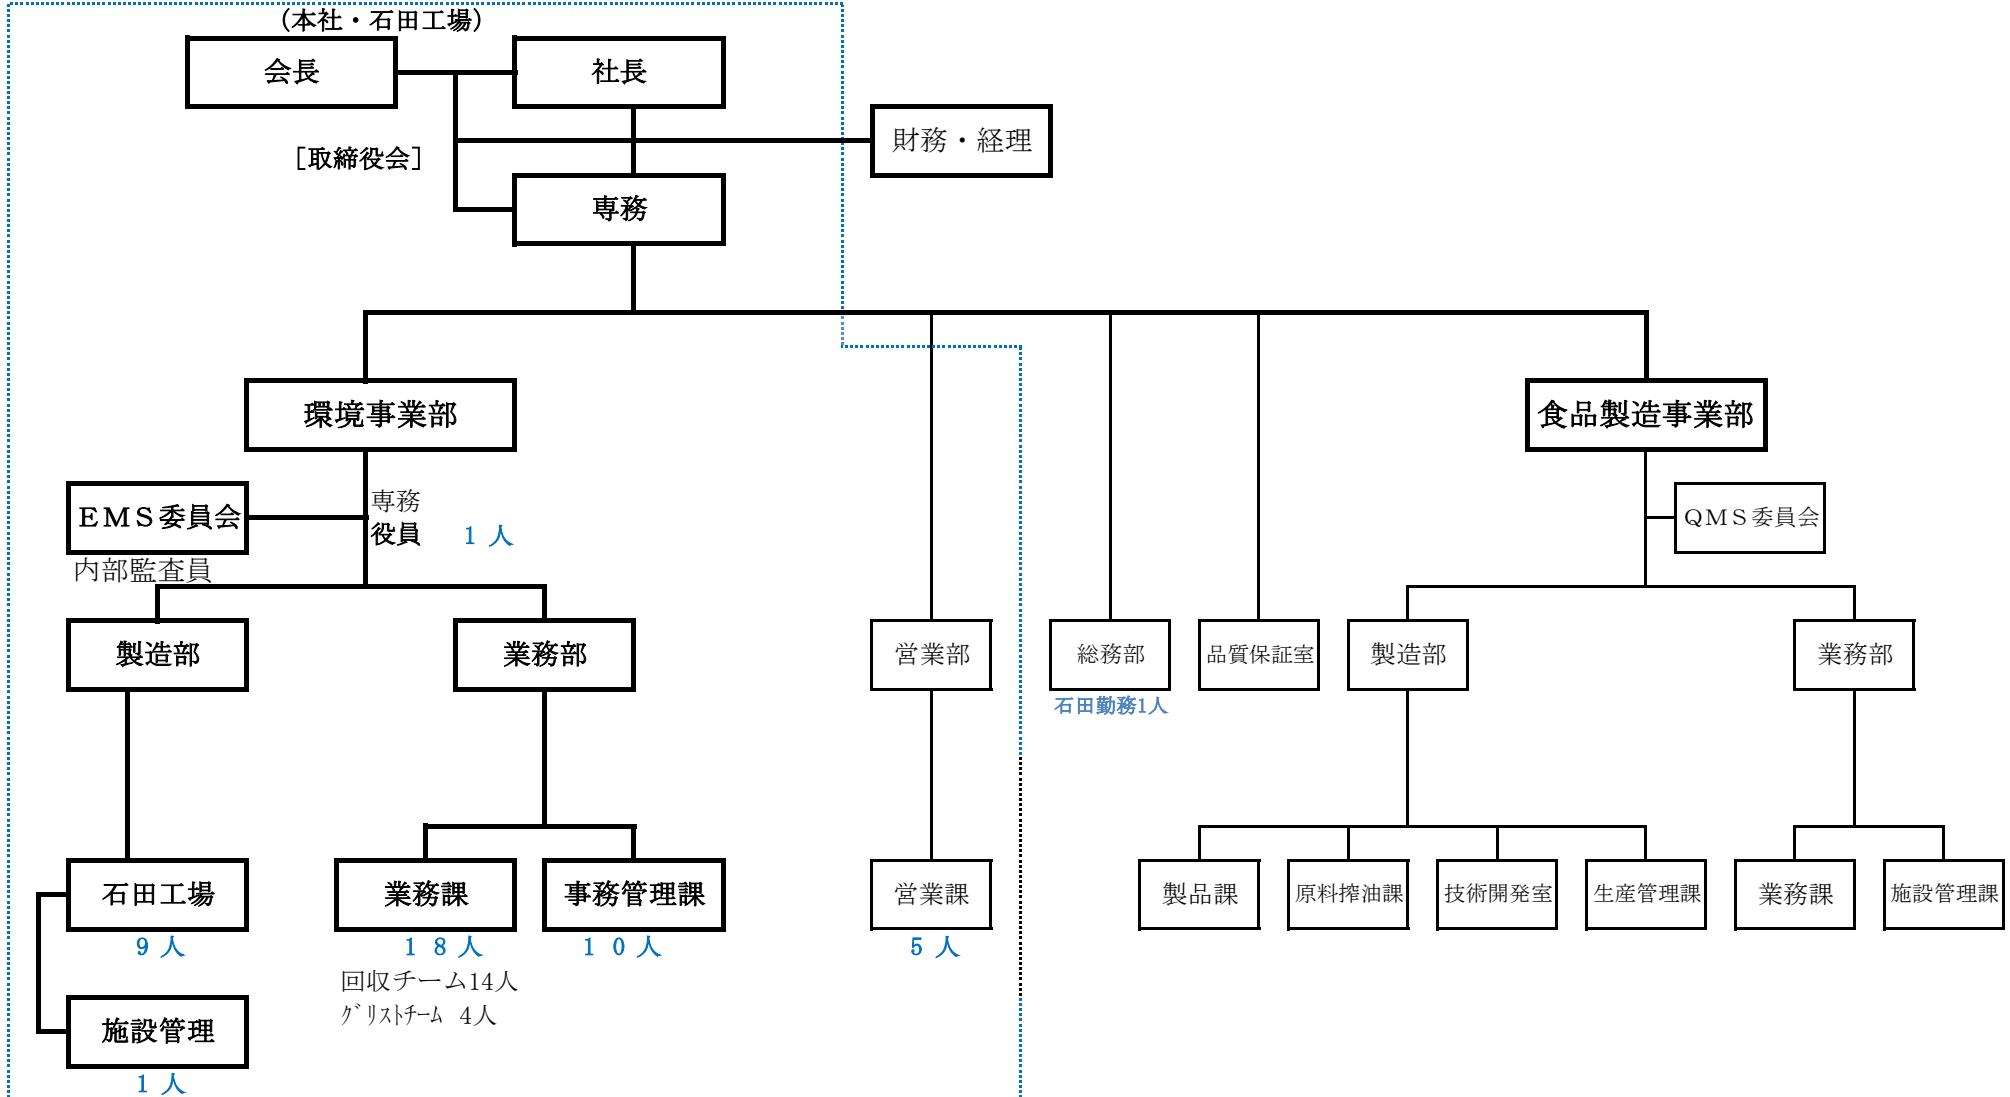 (本社・石田工場)
会長
社長
財務・経理
[取締役会]
専務
環境事業部
食品製造事業部
EMS委員会
専務
役員 1人
QMS委員会
内部監査員
製造部
業務部
営業部
総務部
品質保証室
製造部
業務部
石田勤務1人
石田工場
業務課
事務管理課
営業課
製品課
原料搾油課
技術開発室
生産管理課
業務課
施設管理課
9人
18人
10人
5人
回収チーム14人
グリストチーム 4人
施設管理
1人